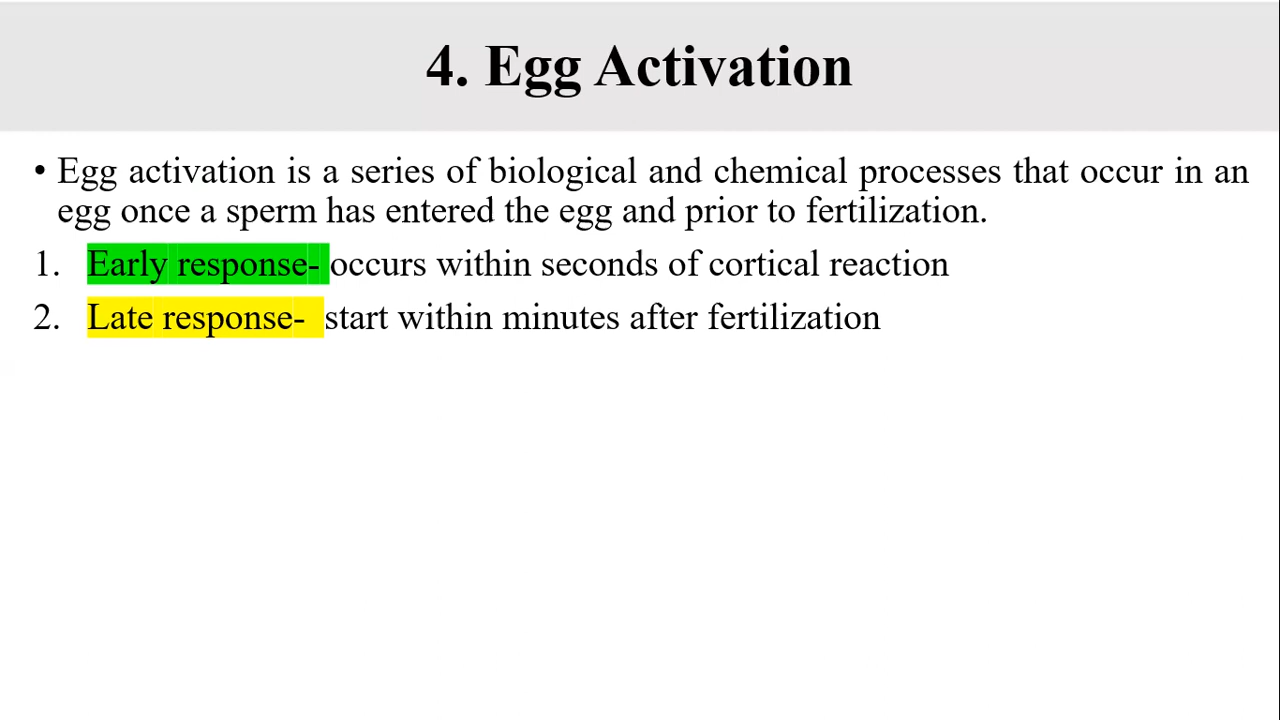 4. Egg Activation
• Egg activation is a series of biological and chemical processes that occur in an
egg once a sperm has entered the egg and prior to fertilization.
1. Early response- occurs within seconds of cortical reaction
2. Late response- start within minutes after fertilization